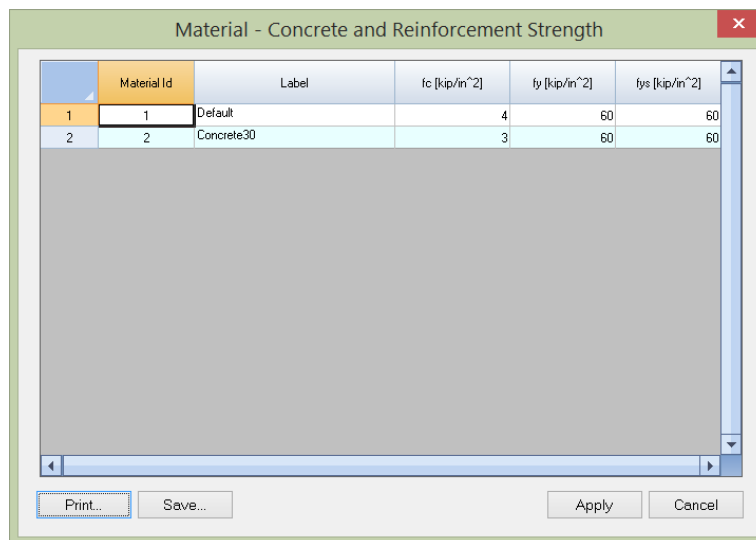 Material - Concrete and Reinforcement Strength
x
Material Id Label fc [kip/in^2] fy [kip/in^2] fys [kip/in^2]
1 1 Default 4 60 60
2 2 Concrete30 3 60 60
Print... Save... Apply Cancel